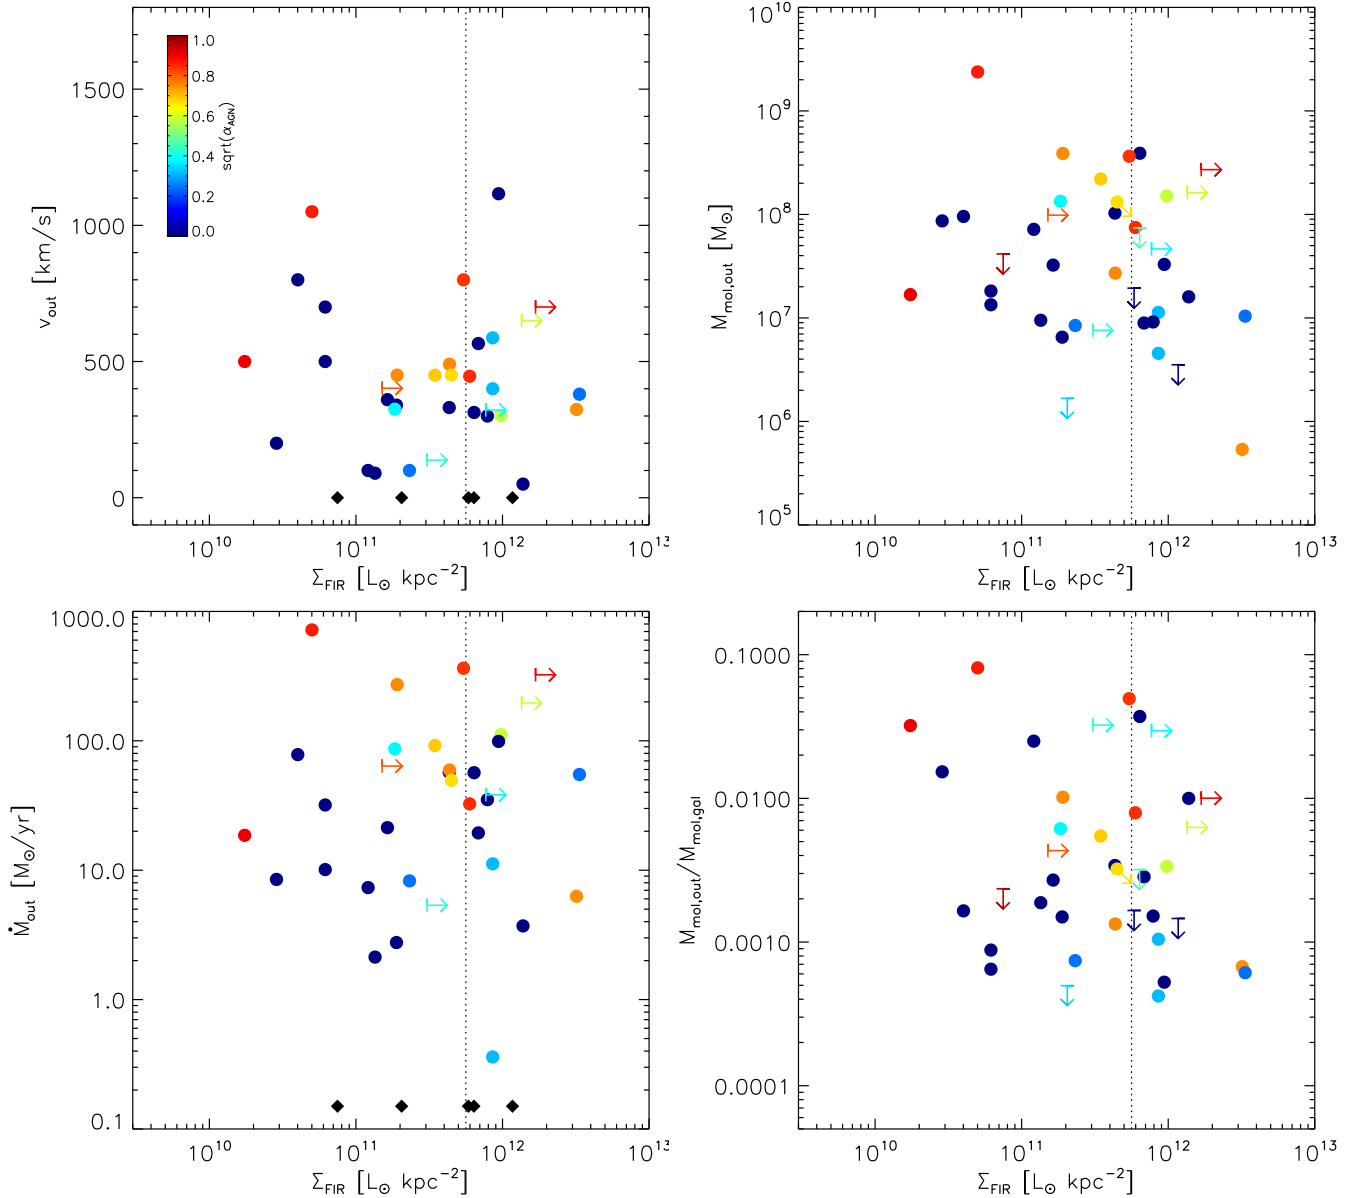 1500
1000
500
0
v_out [km/s]
1.0
0.8
0.6
0.4
0.2
0.0
sqrt(α_AGN)
10^10 10^11 10^12 10^13
Σ_FIR [L_⊙ kpc^-2]
10^10
10^9
10^8
10^7
10^6
10^5
M_mol,out [M_⊙]
10^10 10^11 10^12 10^13
Σ_FIR [L_⊙ kpc^-2]
1000.0
100.0
10.0
1.0
0.1
Ṁ_out [M_⊙/yr]
10^10 10^11 10^12 10^13
Σ_FIR [L_⊙ kpc^-2]
0.1000
0.0100
0.0010
0.0001
M_mol,out/M_mol,gal
10^10 10^11 10^12 10^13
Σ_FIR [L_⊙ kpc^-2]